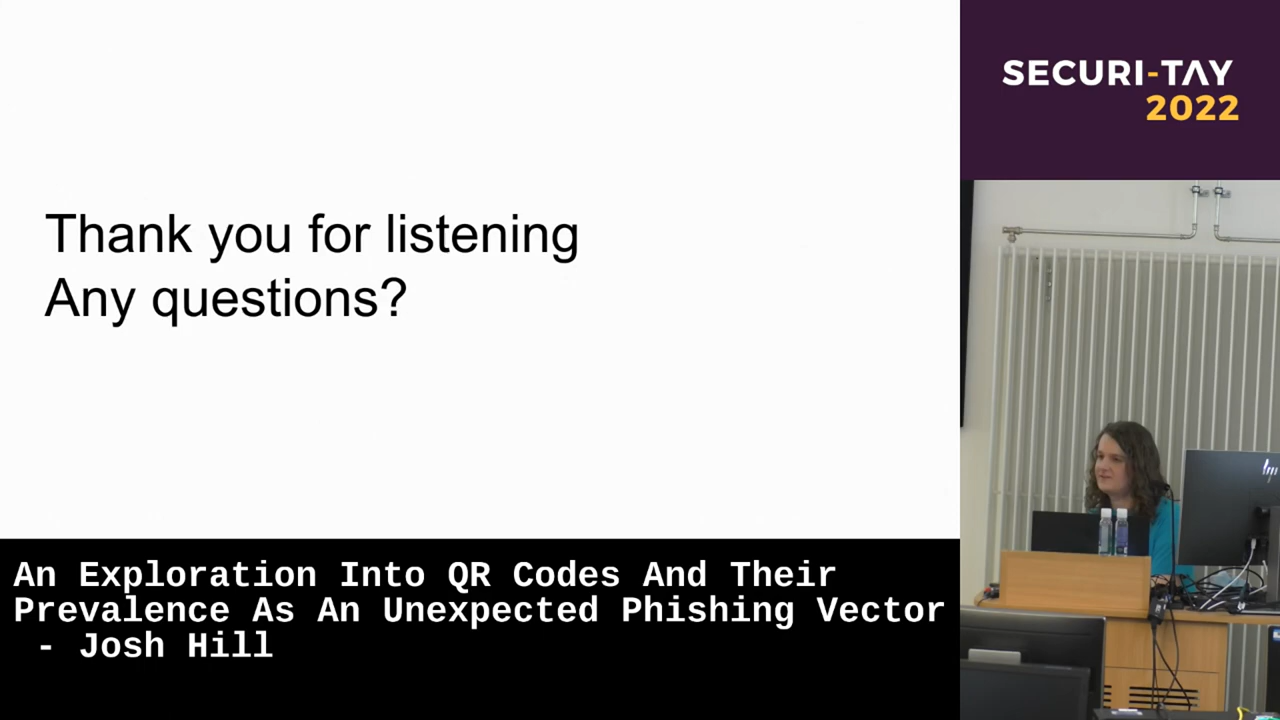 SECURI-TAY
2022
Thank you for listening
Any questions?
hp
An Exploration Into QR Codes And Their
Prevalence As An Unexpected Phishing Vector
- Josh Hill